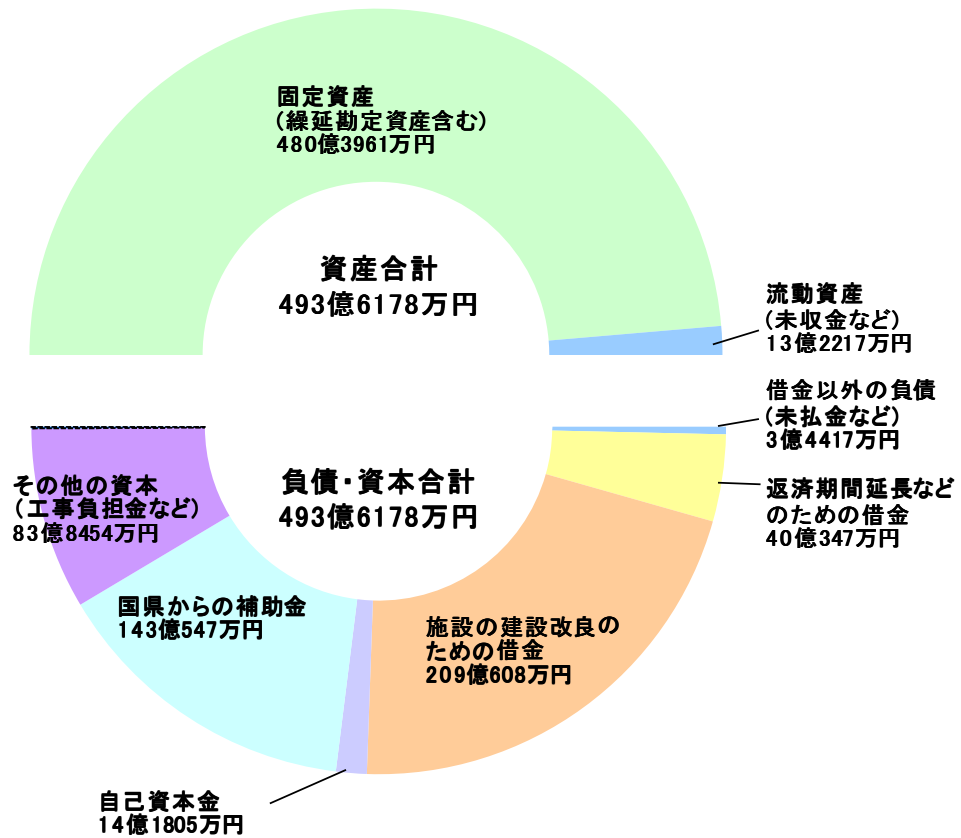 固定資産
(繰延勘定資産含む)
480億3961万円
資産合計
493億6178万円
流動資産
(未収金など)
13億2217万円
借金以外の負債
(未払金など)
3億4417万円
負債・資本合計
493億6178万円
返済期間延長など
のための借金
40億347万円
その他の資本
(工事負担金など)
83億8454万円
国県からの補助金
143億547万円
施設の建設改良の
ための借金
209億608万円
自己資本金
14億1805万円